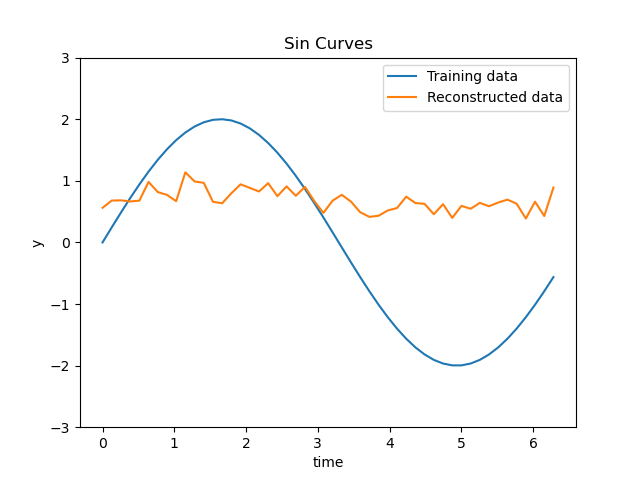 Sin Curves
Training data
Reconstructed data
3
2
1
0
−1
−2
−3
y
0 1 2 3 4 5 6
time